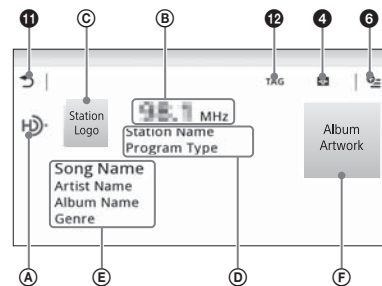 11 C B 12 4 6
TAG
98.1 MHz
HD
Station Logo
Station Name
Program Type
Album Artwork
Song Name
Artist Name
Album Name
Genre
A E D F